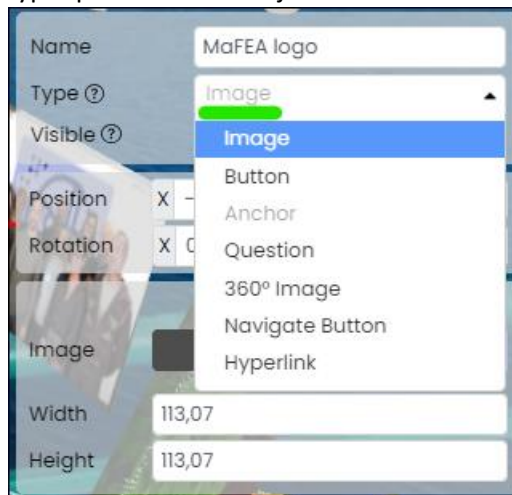 Name MaFEA logo
Type ? Image
Visible ?
Image
Button
Anchor
Question
360° Image
Navigate Button
Hyperlink
Position X -
Rotation X
Image
Width 113,07
Height 113,07